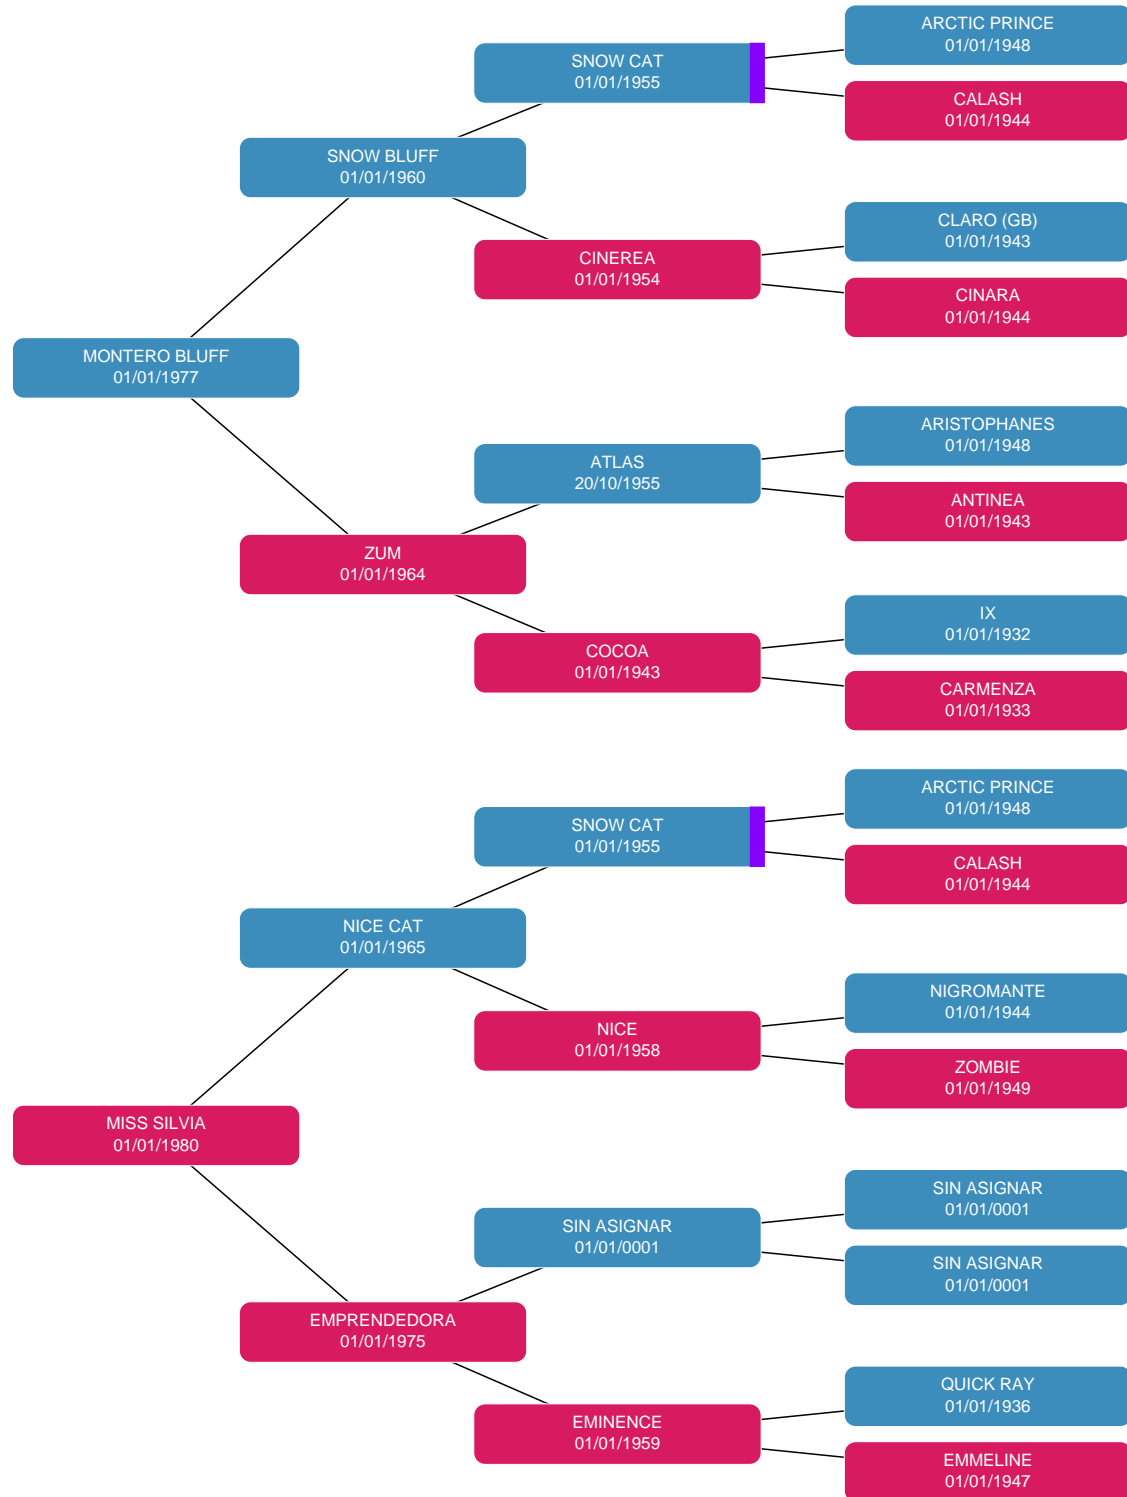 ARCTIC PRINCE
01/01/1948
SNOW CAT
01/01/1955
CALASH
01/01/1944
SNOW BLUFF
01/01/1960
CLARO (GB)
01/01/1943
CINEREA
01/01/1954
CINARA
01/01/1944
MONTERO BLUFF
01/01/1977
ARISTOPHANES
01/01/1948
ATLAS
20/10/1955
ANTINEA
01/01/1943
ZUM
01/01/1964
IX
01/01/1932
COCOA
01/01/1943
CARMENZA
01/01/1933
ARCTIC PRINCE
01/01/1948
SNOW CAT
01/01/1955
CALASH
01/01/1944
NICE CAT
01/01/1965
NIGROMANTE
01/01/1944
NICE
01/01/1958
ZOMBIE
01/01/1949
MISS SILVIA
01/01/1980
SIN ASIGNAR
01/01/0001
SIN ASIGNAR
01/01/0001
SIN ASIGNAR
01/01/0001
EMPRENDEDORA
01/01/1975
QUICK RAY
01/01/1936
EMINENCE
01/01/1959
EMMELINE
01/01/1947